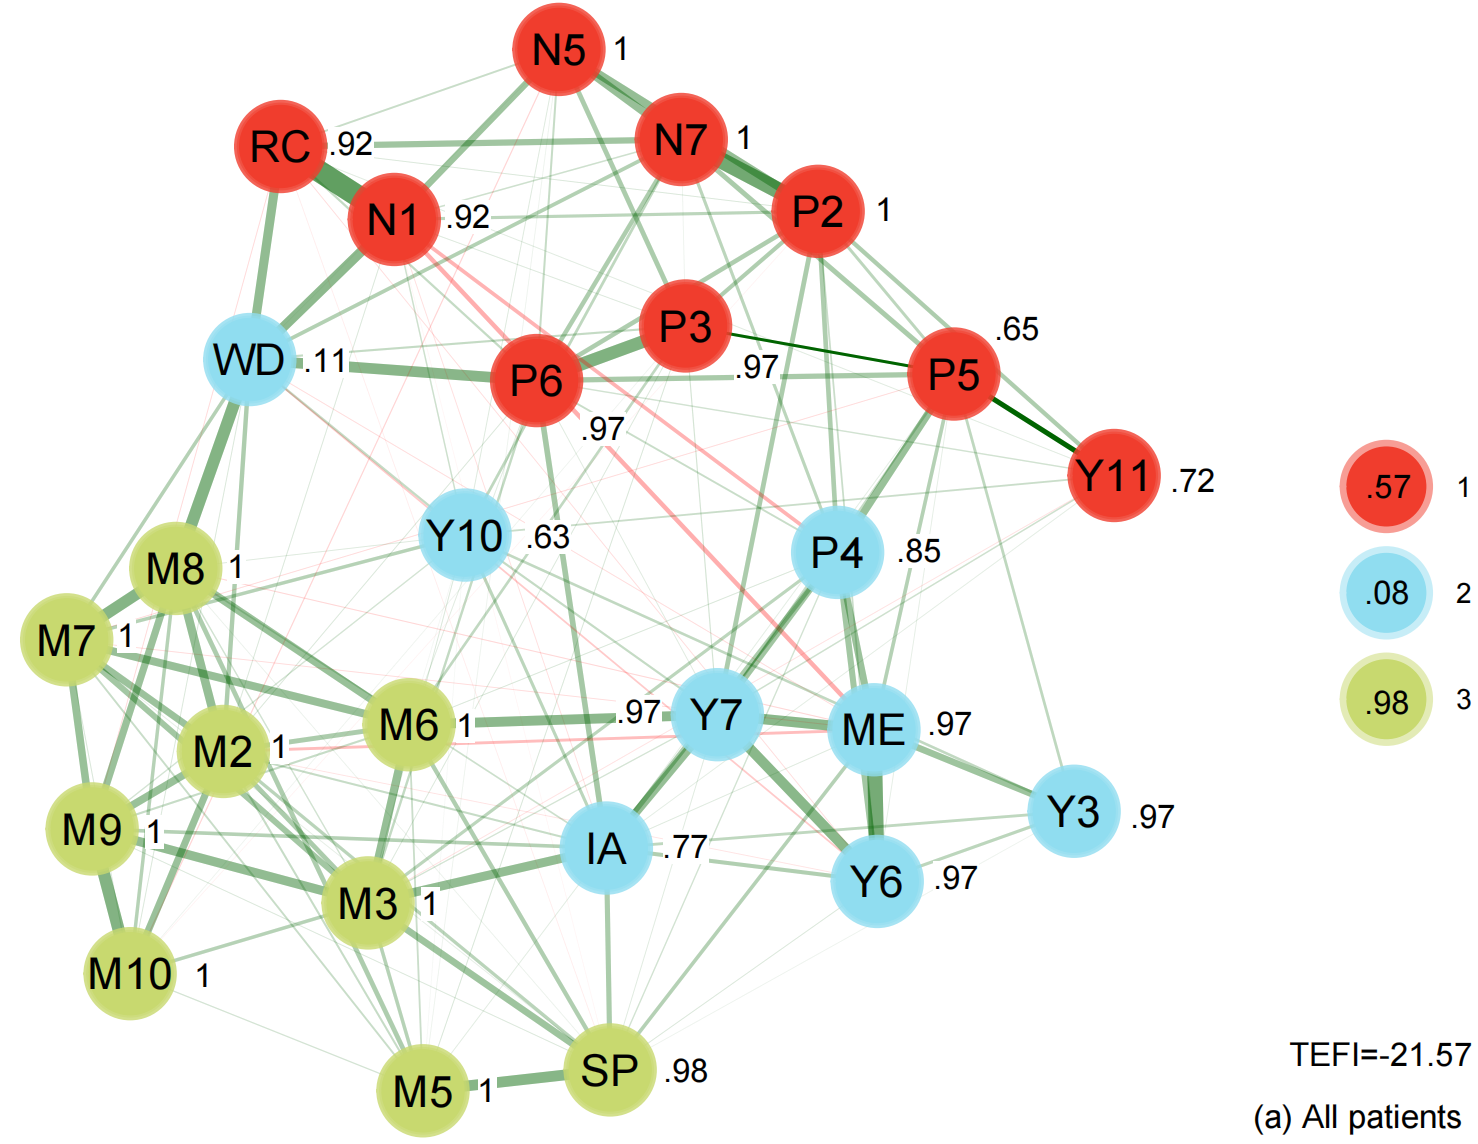 N5 1
N7 1
RC .92
P2 1
N1 .92
P3 .97
.65
WD .11
P6 .97
P5
Y11 .72
.57 1
Y10 .63
P4 .85
M8 1
.08 2
M7 1
.98 3
M6 1
.97 Y7
ME .97
M2 1
Y3 .97
M9 1
IA .77
Y6 .97
M3 1
M10 1
SP .98
M5 1
TEFI=-21.57
(a) All patients